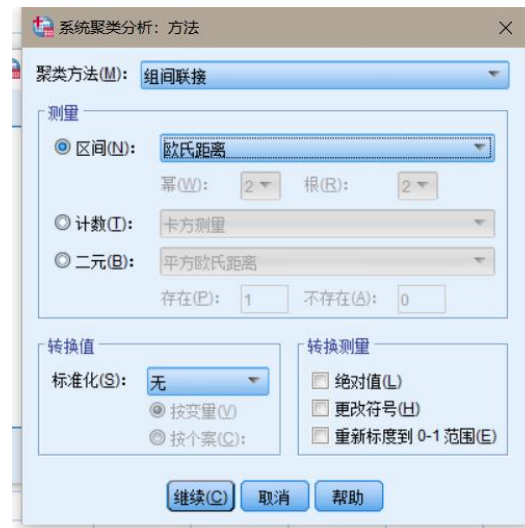 系统聚类分析：方法
聚类方法(M)： 组间联接
测量
区间(N)： 欧氏距离
幂(W)： 2 根(R)： 2
计数(T)： 卡方测量
二元(B)： 平方欧氏距离
存在(P)： 1 不存在(A)： 0
转换值
标准化(S)： 无
按变量(V)
按个案(C)：
转换测量
绝对值(L)
更改符号(H)
重新标度到 0-1 范围(E)
继续(C) 取消 帮助